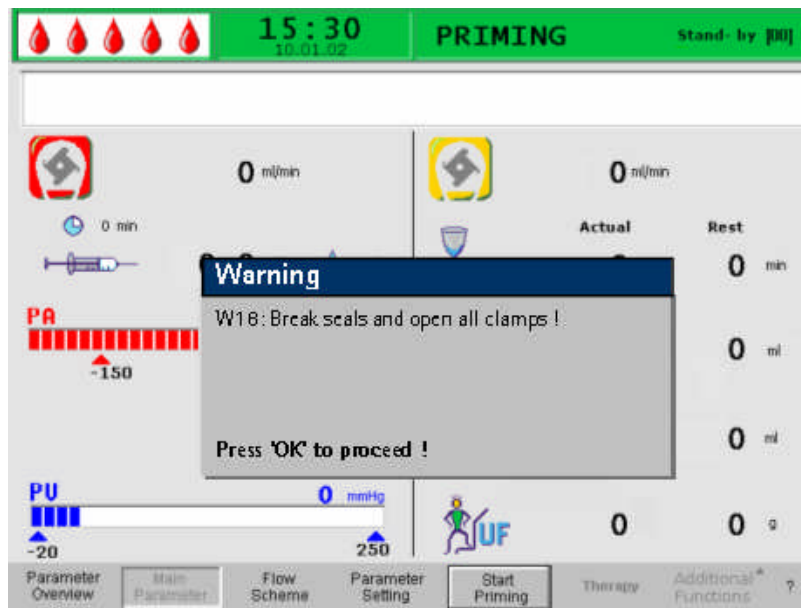 15:30
10.01.02
PRIMING
Stand- by [00]
0 ml/min
0 ml/min
0 min
Actual
Rest
0 min
Warning
W18: Break seals and open all clamps !
Press 'OK' to proceed !
PA
-150
0 ml
0 ml
PV
0 mmHg
-20
250
UF
0
0 g
Parameter Overview
Main Parameter
Flow Scheme
Parameter Setting
Start Priming
Therapy
Additional* Functions
?